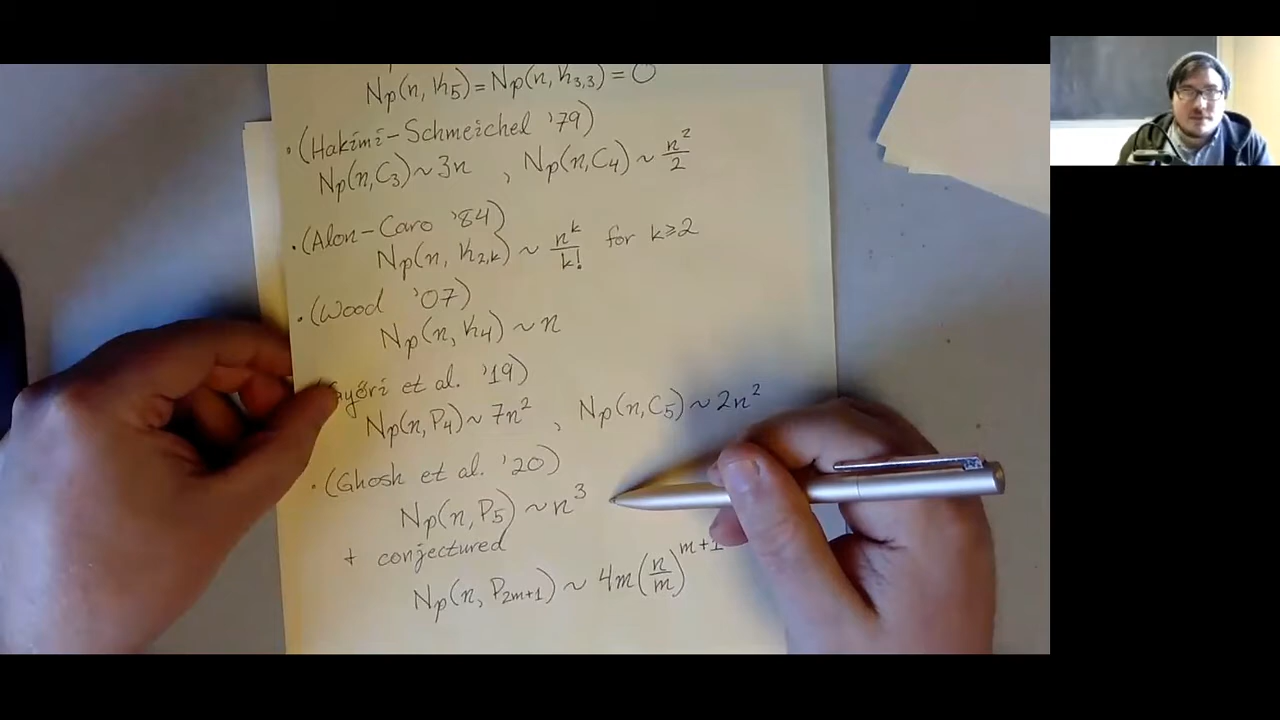 Np(n, K5) = Np(n, K3,3) = 0
• (Hakimi-Schmeichel '79)
Np(n, C3) ~ 3n , Np(n, C4) ~ n²/2
• (Alon-Caro '84)
Np(n, K2,k) ~ n^k/k! for k≥2
• (Wood '07)
Np(n, K4) ~ n
Győri et al. '19)
Np(n, P4) ~ 7n² , Np(n, C5) ~ 2n²
• (Ghosh et al. '20)
Np(n, P5) ~ n³
+ conjectured
Np(n, P2m+1) ~ 4m(n/m)^m+1